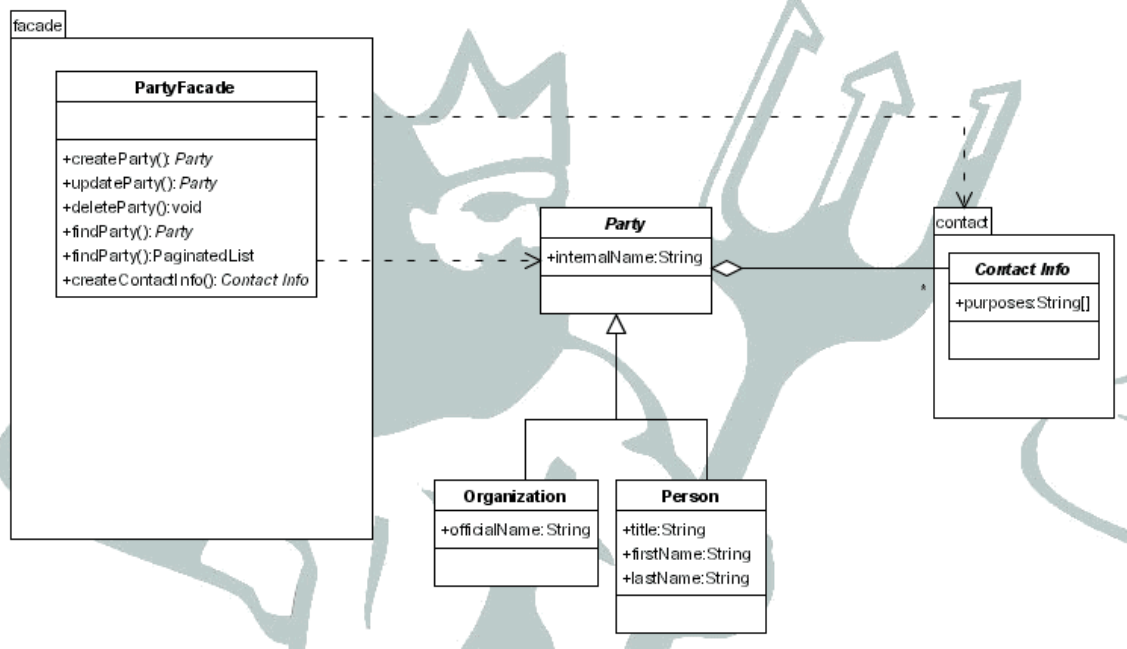 facade
PartyFacade
+createParty(): Party
+updateParty(): Party
+deleteParty():void
+findParty(): Party
+findParty():PaginatedList
+createContactInfo(): Contact Info
Party
+internalName:String
contact
Contact Info
+purposes:String[]
*
Organization
+officialName:String
Person
+title:String
+firstName:String
+lastName:String